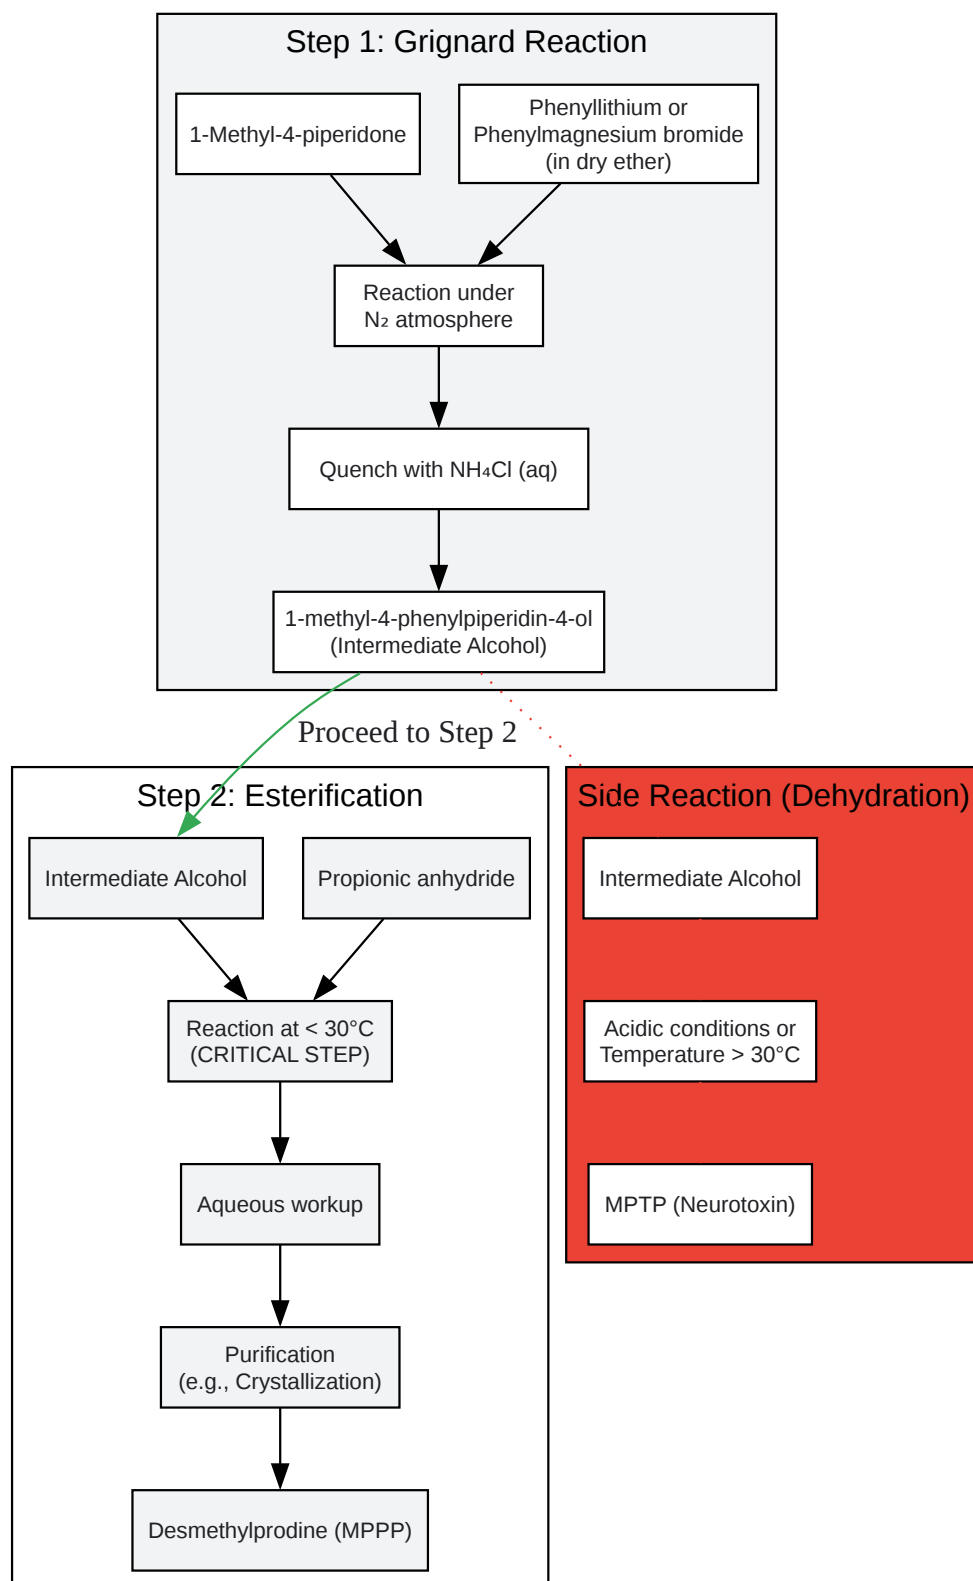 Step 1: Grignard Reaction
1-Methyl-4-piperidone
Phenyllithium or
Phenylmagnesium bromide
(in dry ether)
Reaction under
N₂ atmosphere
Quench with NH₄Cl (aq)
1-methyl-4-phenylpiperidin-4-ol
(Intermediate Alcohol)
Proceed to Step 2
Step 2: Esterification
Intermediate Alcohol
Propionic anhydride
Reaction at < 30°C
(CRITICAL STEP)
Aqueous workup
Purification
(e.g., Crystallization)
Desmethylprodine (MPPP)
Side Reaction (Dehydration)
Intermediate Alcohol
Acidic conditions or
Temperature > 30°C
MPTP (Neurotoxin)